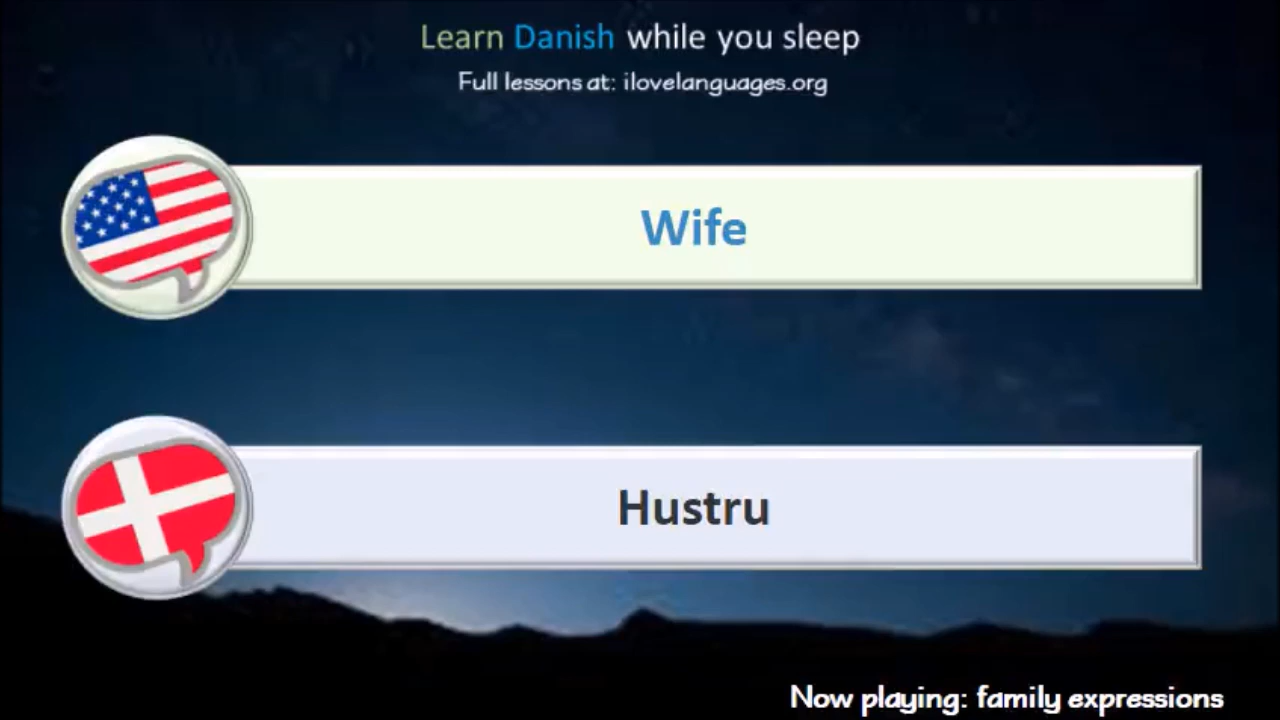 Learn Danish while you sleep
Full lessons at: ilovelanguages.org
Wife
Hustru
Now playing: family expressions